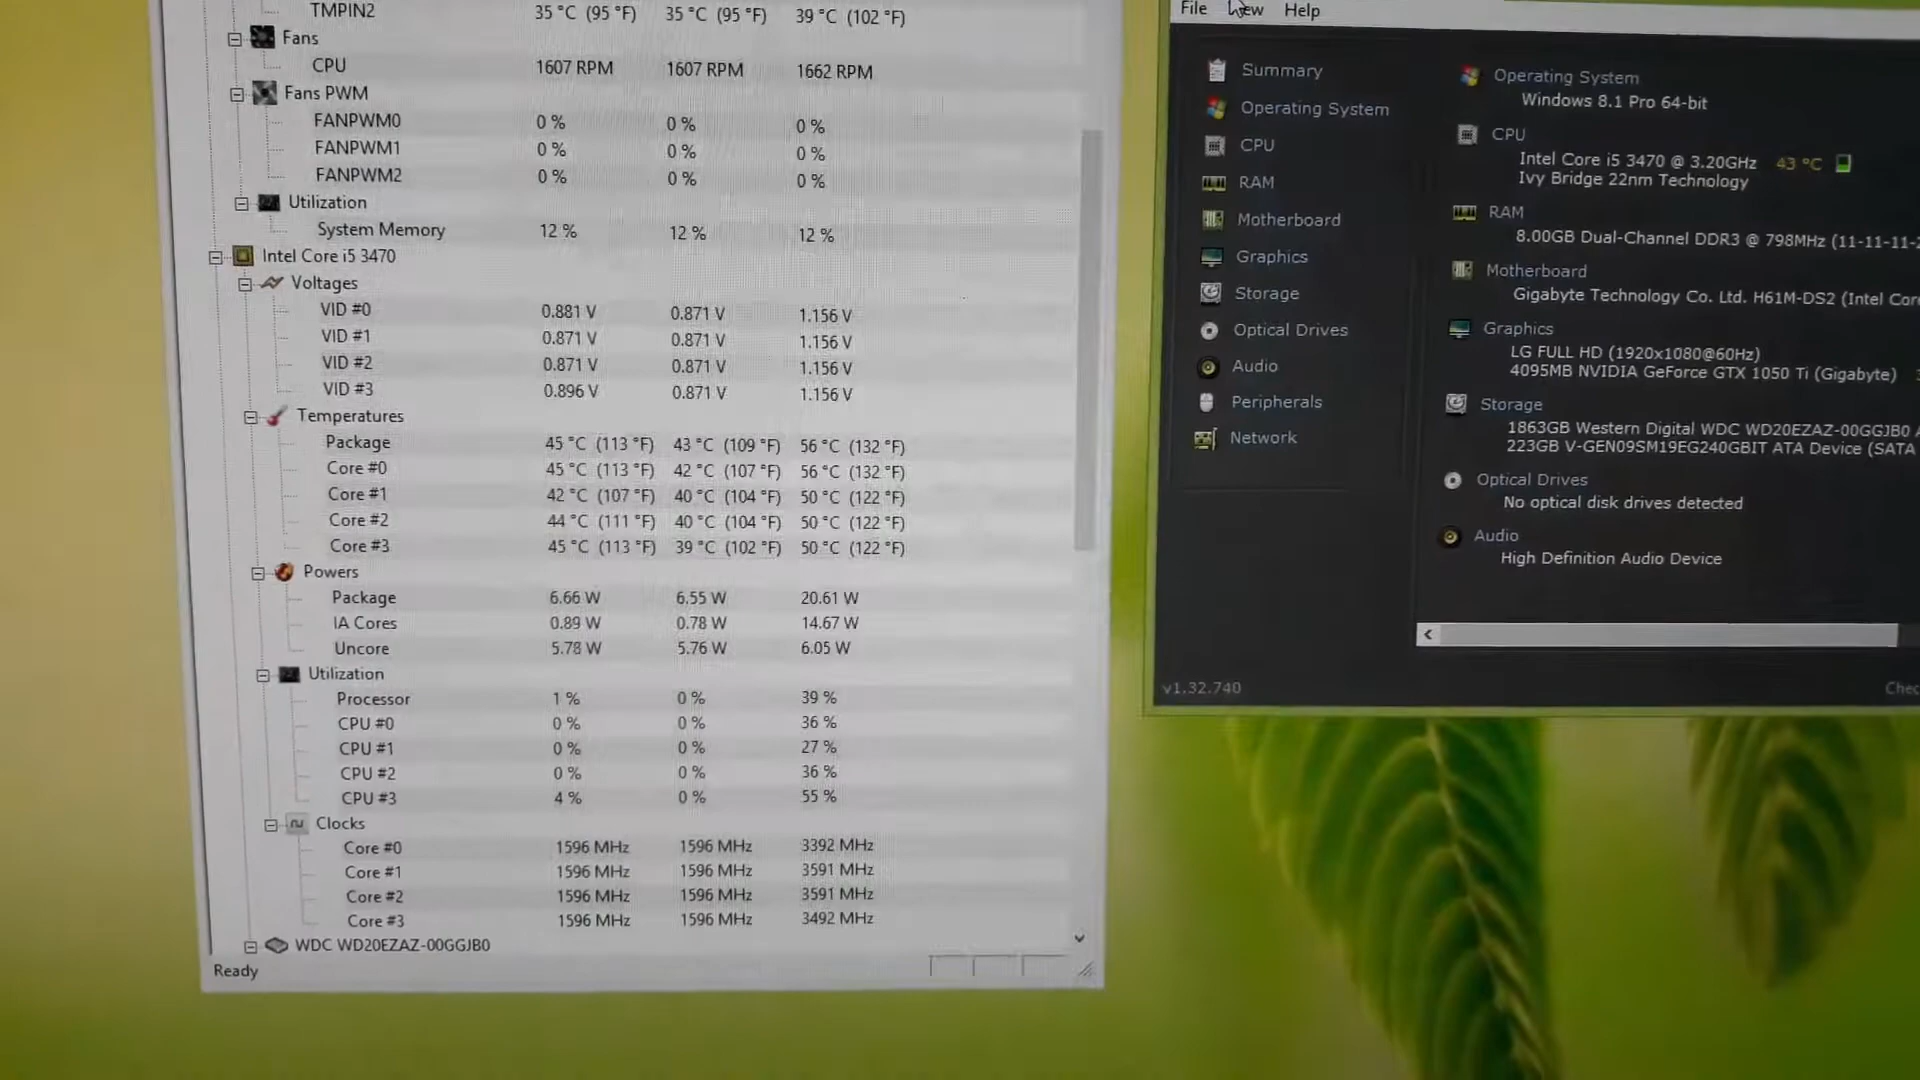 TMPIN2 35 °C (95 °F) 35 °C (95 °F) 39 °C (102 °F)
Fans
CPU 1607 RPM 1607 RPM 1662 RPM
Fans PWM
FANPWM0 0 % 0 % 0 %
FANPWM1 0 % 0 % 0 %
FANPWM2 0 % 0 % 0 %
Utilization
System Memory 12 % 12 % 12 %
Intel Core i5 3470
Voltages
VID #0 0.881 V 0.871 V 1.156 V
VID #1 0.871 V 0.871 V 1.156 V
VID #2 0.871 V 0.871 V 1.156 V
VID #3 0.896 V 0.871 V 1.156 V
Temperatures
Package 45 °C (113 °F) 43 °C (109 °F) 56 °C (132 °F)
Core #0 45 °C (113 °F) 42 °C (107 °F) 56 °C (132 °F)
Core #1 42 °C (107 °F) 40 °C (104 °F) 50 °C (122 °F)
Core #2 44 °C (111 °F) 40 °C (104 °F) 50 °C (122 °F)
Core #3 45 °C (113 °F) 39 °C (102 °F) 50 °C (122 °F)
Powers
Package 6.66 W 6.55 W 20.61 W
IA Cores 0.89 W 0.78 W 14.67 W
Uncore 5.78 W 5.76 W 6.05 W
Utilization
Processor 1 % 0 % 39 %
CPU #0 0 % 0 % 36 %
CPU #1 0 % 0 % 27 %
CPU #2 0 % 0 % 36 %
CPU #3 4 % 0 % 55 %
Clocks
Core #0 1596 MHz 1596 MHz 3392 MHz
Core #1 1596 MHz 1596 MHz 3591 MHz
Core #2 1596 MHz 1596 MHz 3591 MHz
Core #3 1596 MHz 1596 MHz 3492 MHz
WDC WD20EZAZ-00GGJB0
Ready
File View Help
Summary
Operating System
CPU
RAM
Motherboard
Graphics
Storage
Optical Drives
Audio
Peripherals
Network
Operating System
Windows 8.1 Pro 64-bit
CPU
Intel Core i5 3470 @ 3.20GHz 43 °C
Ivy Bridge 22nm Technology
RAM
8.00GB Dual-Channel DDR3 @ 798MHz (11-11-11-2
Motherboard
Gigabyte Technology Co. Ltd. H61M-DS2 (Intel Core
Graphics
LG FULL HD (1920x1080@60Hz)
4095MB NVIDIA GeForce GTX 1050 Ti (Gigabyte)
Storage
1863GB Western Digital WDC WD20EZAZ-00GGJB0 A
223GB V-GEN09SM19EG240GBIT ATA Device (SATA
Optical Drives
No optical disk drives detected
Audio
High Definition Audio Device
v1.32.740
Chec